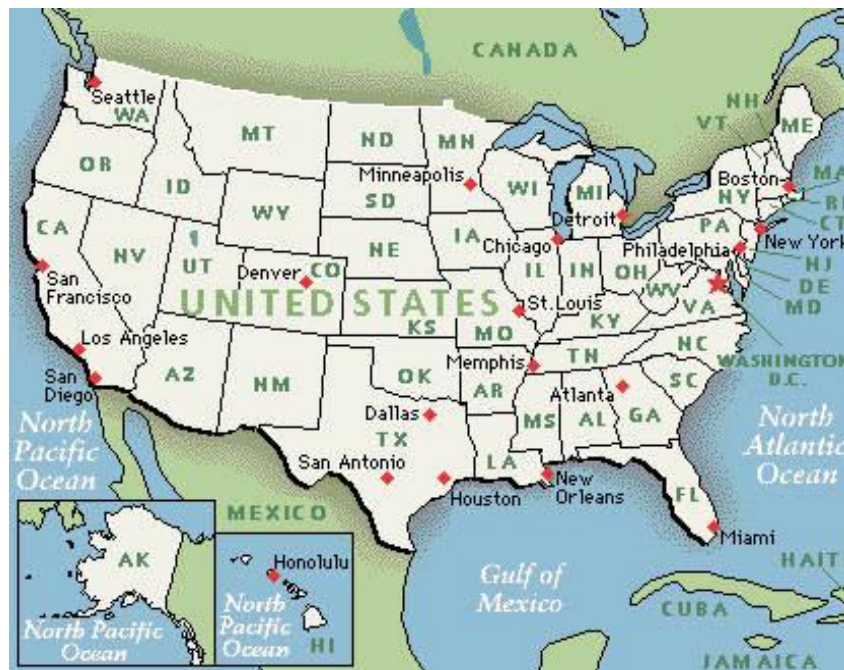 CANADA
NH
VT
ME
Seattle
WA
MT
ND
MN
OR
ID
Minneapolis
WI
MI
Boston
MA
NY
RI
SD
WY
Detroit
CT
CA
IA
PA
NV
NE
Chicago
Philadelphia
New York
UT
Denver
CO
IL
IN
OH
NJ
San
Francisco
WV
DE
MD
UNITED STATES
St. Louis
VA
KS
MO
KY
Los Angeles
NC
Memphis
TN
WASHINGTON
D.C.
San
Diego
AZ
NM
OK
AR
SC
Atlanta
Dallas
MS
AL
GA
North
Pacific
Ocean
TX
North
Atlantic
Ocean
San Antonio
LA
Houston
New
Orleans
FL
MEXICO
Miami
AK
Honolulu
Gulf of
Mexico
HAIT
CUBA
North Pacific
Ocean
North
Pacific
Ocean
HI
JAMAICA